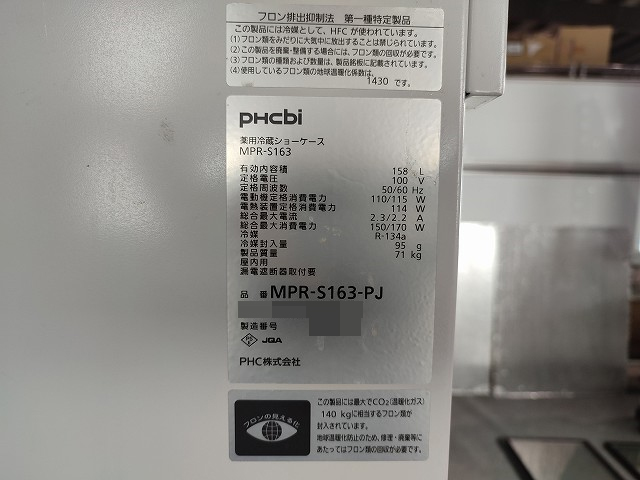 フロン排出抑制法 第一種特定製品
この製品には冷媒として、HFC が使われています。
(1)フロン類をみだりに大気中に放出することは禁じられています。
(2)この製品を廃棄・整備する場合には、フロン類の回収が必要です。
(3)フロン類の種類および数量は、製品銘板に記載されています。
(4)使用しているフロン類の地球温暖化係数は、
1430 です。
PHCbi
薬用冷蔵ショーケース
MPR-S163
有効内容積 158 L
定格電圧 100 V
定格周波数 50/60 Hz
電動機定格消費電力 110/115 W
電熱装置定格消費電力 114 W
総合最大電流 2.3/2.2 A
総合最大消費電力 150/170 W
冷媒 R-134a
冷媒封入量 95 g
製品質量 71 kg
屋内用
漏電遮断器取付要
品番 MPR-S163-PJ
製造番号
PS E JQA
PHC株式会社
フロンの見える化
この製品には最大でCO₂(温暖化ガス)
140 kgに相当するフロン類が
封入されています。
地球温暖化防止のため、修理・廃棄等に
あたってはフロン類の回収が必要です。